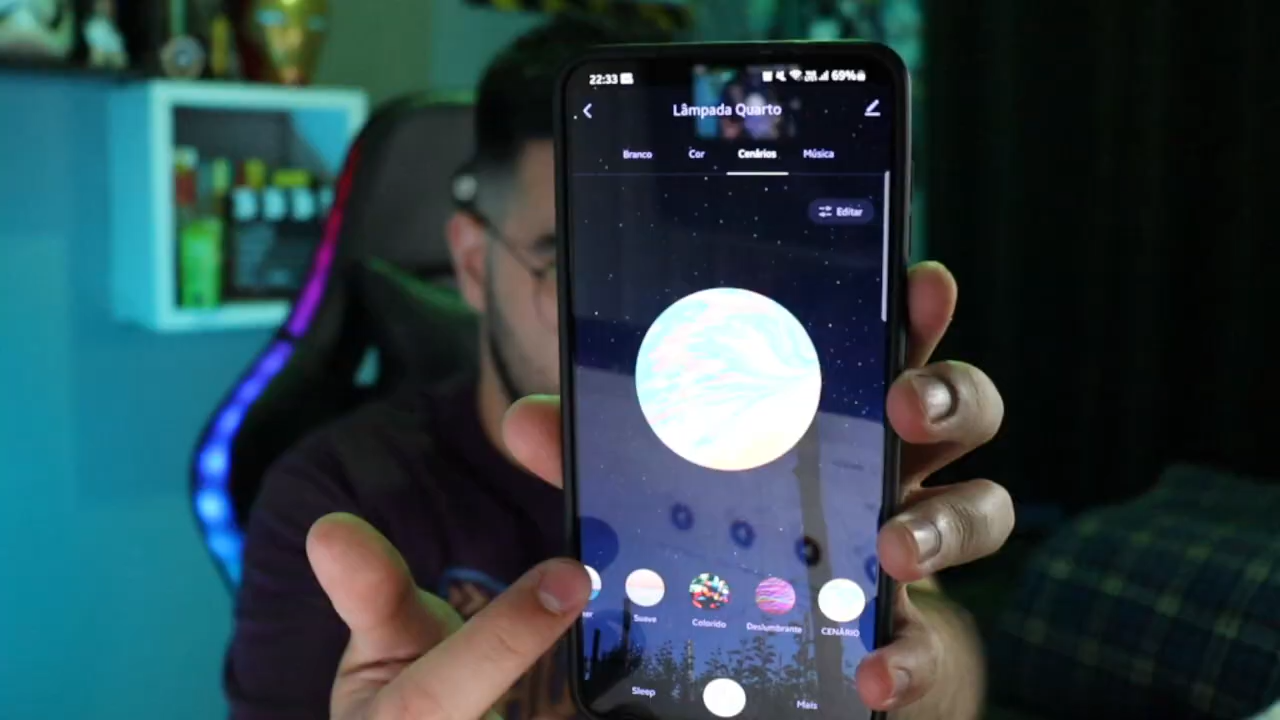 22:33
69%
Lâmpada Quarto
Branco Cor Cenários Música
Editar
Suave Colorido Deslumbrante CENÁRIO
Sleep Mais